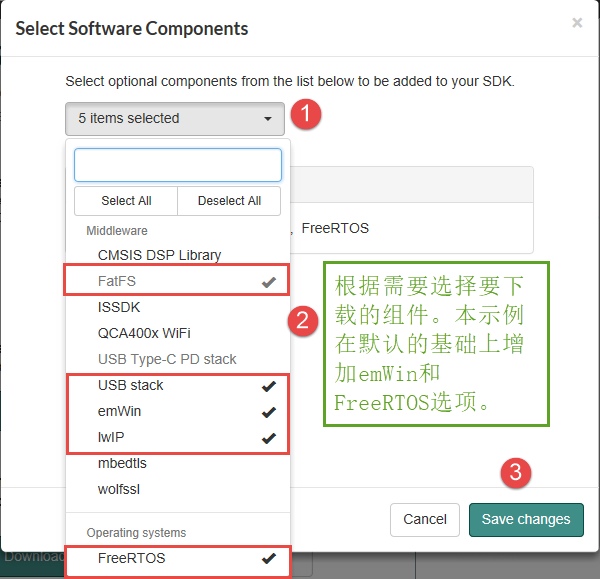 Select Software Components
×
Select optional components from the list below to be added to your SDK.
5 items selected
1
Select All
Deselect All
, FreeRTOS
Middleware
CMSIS DSP Library
FatFS
ISSDK
QCA400x WiFi
USB Type-C PD stack
USB stack
emWin
lwIP
mbedtls
wolfssl
Operating systems
FreeRTOS
2
根据需要选择要下
载的组件。本示例
在默认的基础上增
加emWin和
FreeRTOS选项。
3
Cancel
Save changes
Download